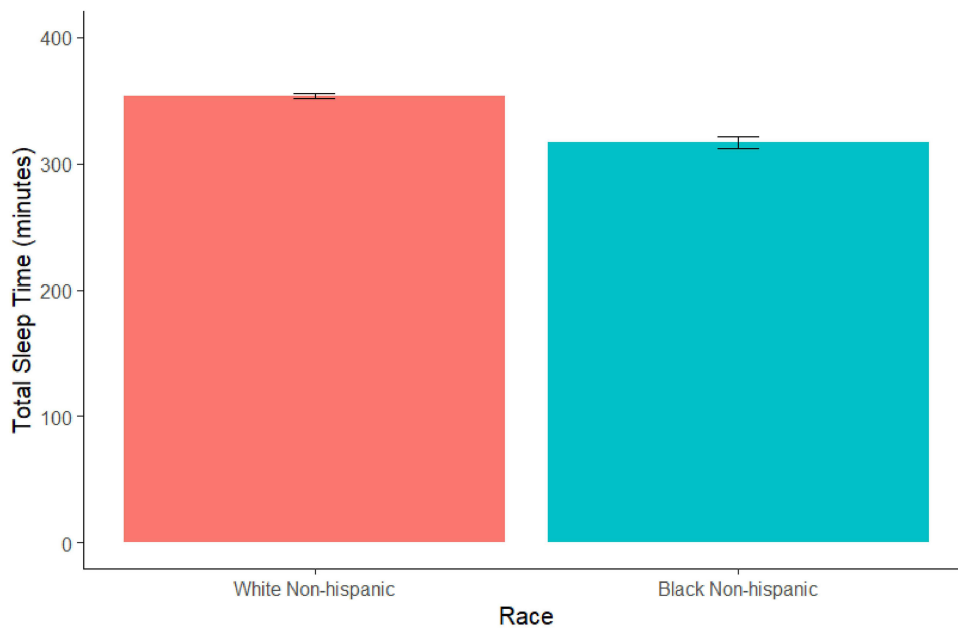 Total Sleep Time (minutes)
400
300
200
100
0
White Non-hispanic
Black Non-hispanic
Race